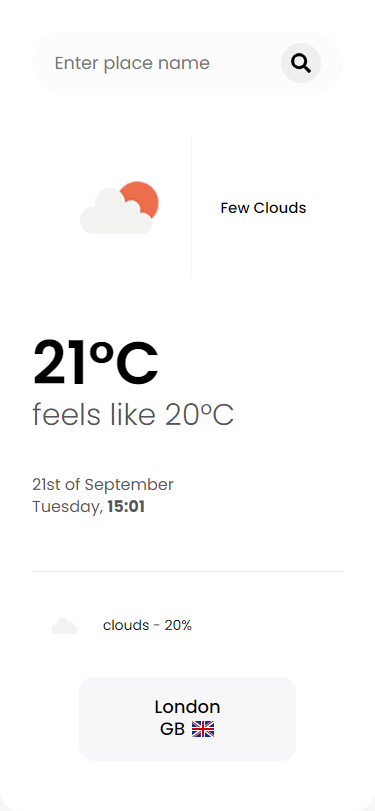 Enter place name
Few Clouds
21°C
feels like 20°C
21st of September
Tuesday, 15:01
clouds - 20%
London
GB 🇬🇧